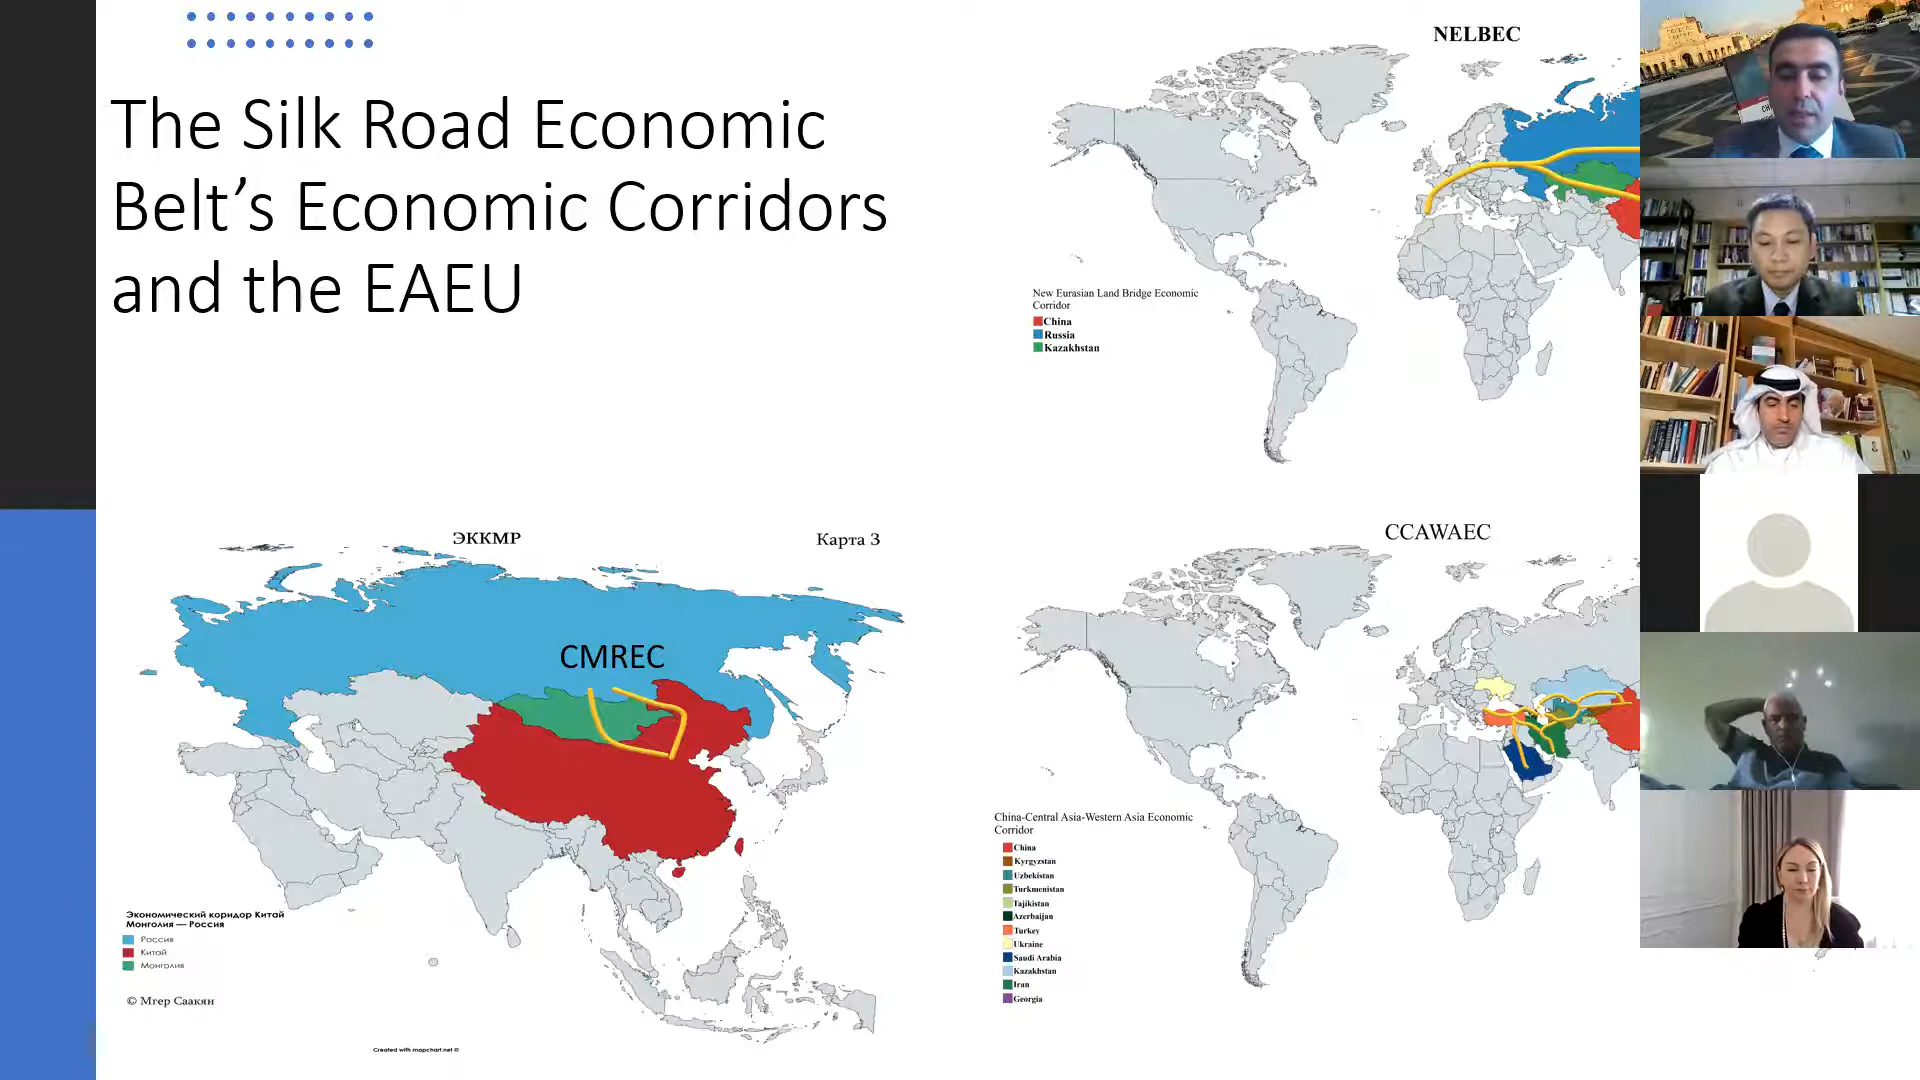 The Silk Road Economic
Belt’s Economic Corridors
and the EAEU
NELBEC
New Eurasian Land Bridge Economic
Corridor
China
Russia
Kazakhstan
ЭККМР
Карта 3
CMREC
Экономический коридор Китай
Монголия — Россия
Россия
Китай
Монголия
© Мгер Саакян
Created with mapchart.net ©
CCAWAEC
China-Central Asia-Western Asia Economic
Corridor
China
Kyrgyzstan
Uzbekistan
Turkmenistan
Tajikistan
Azerbaijan
Turkey
Ukraine
Saudi Arabia
Kazakhstan
Iran
Georgia